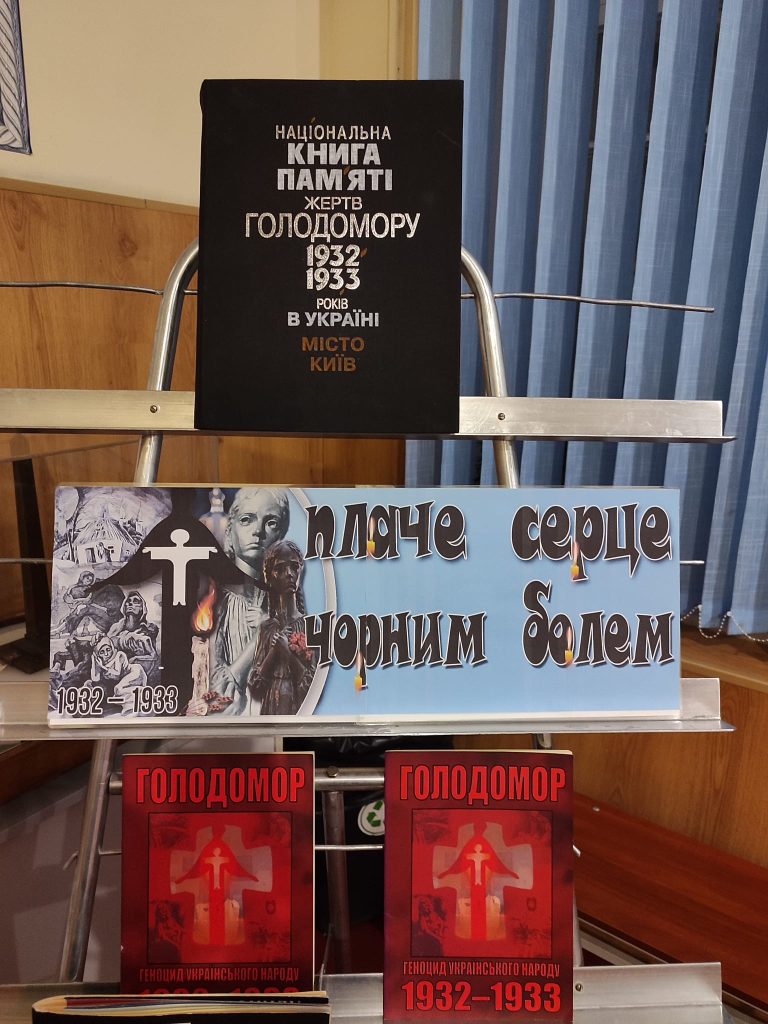 НАЦІОНАЛЬНА
КНИГА
ПАМ'ЯТІ
ЖЕРТВ
ГОЛОДОМОРУ
1932
1933
РОКІВ
В УКРАЇНІ
МІСТО
КИЇВ
плаче серце
чорним болем
1932 – 1933
ГОЛОДОМОР
ГЕНОЦИД УКРАЇНСЬКОГО НАРОДУ
ГОЛОДОМОР
ГЕНОЦИД УКРАЇНСЬКОГО НАРОДУ
1932–1933